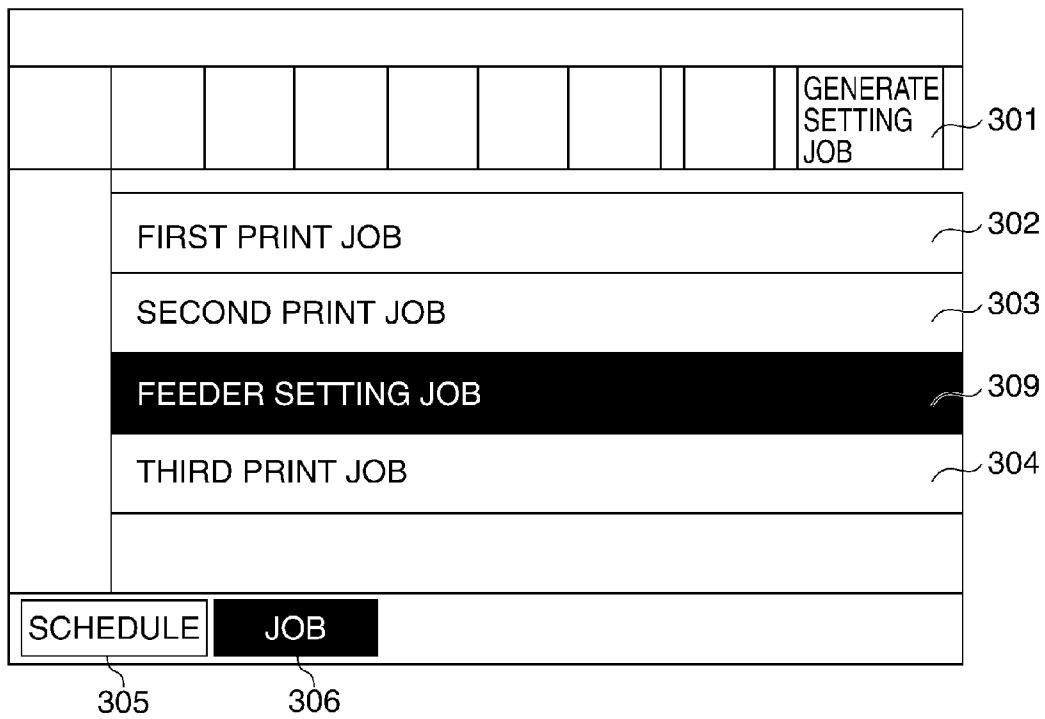 GENERATE
SETTING
JOB
301
FIRST PRINT JOB
302
SECOND PRINT JOB
303
FEEDER SETTING JOB
309
THIRD PRINT JOB
304
SCHEDULE JOB
305 306